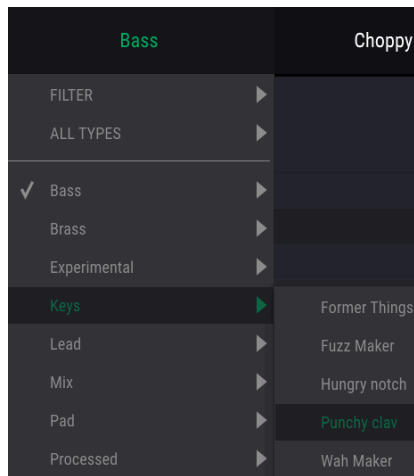 Bass
Choppy
FILTER
ALL TYPES
Bass
Brass
Experimental
Keys
Former Things
Lead
Fuzz Maker
Mix
Hungry notch
Pad
Punchy clav
Processed
Wah Maker